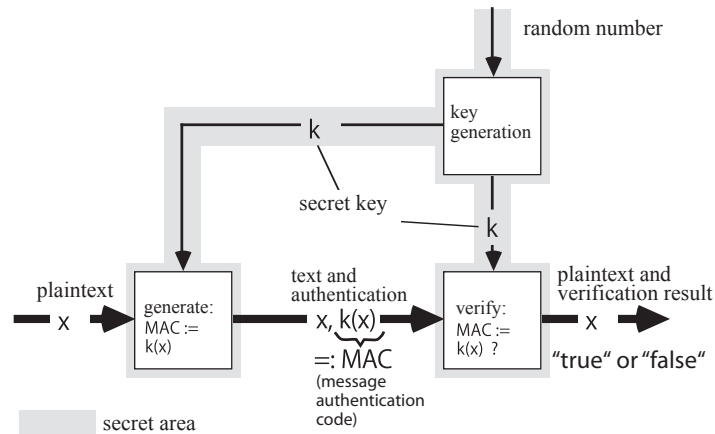 random number
key
generation
k
secret key
k
plaintext
x
generate:
MAC :=
k(x)
text and
authentication
x, k(x)
=: MAC
(message
authentication
code)
verify:
MAC :=
k(x) ?
plaintext and
verification result
x
“true“ or “false“
secret area